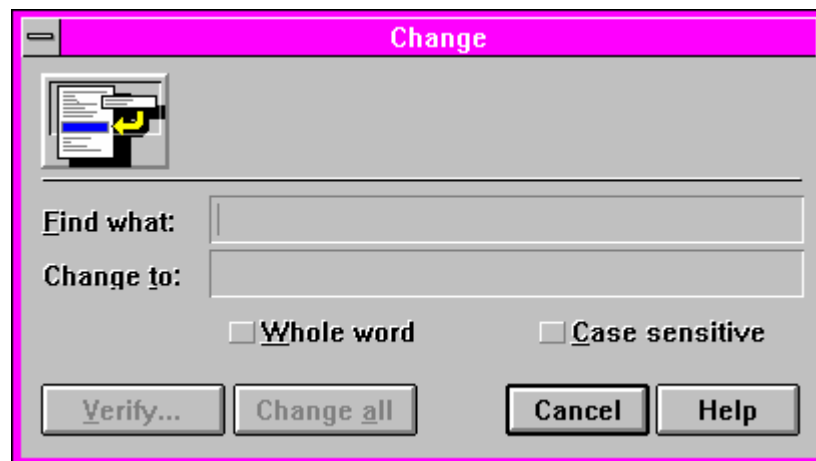 Change
Find what:
Change to:
Whole word Case sensitive
Verify... Change all Cancel Help